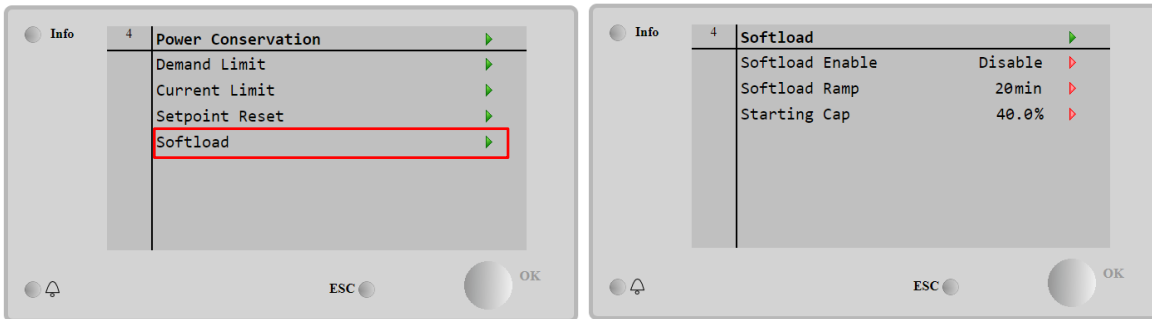 Info
4
Power Conservation
Demand Limit
Current Limit
Setpoint Reset
Softload
ESC
OK
Info
4
Softload
Softload Enable Disable
Softload Ramp 20min
Starting Cap 40.0%
ESC
OK